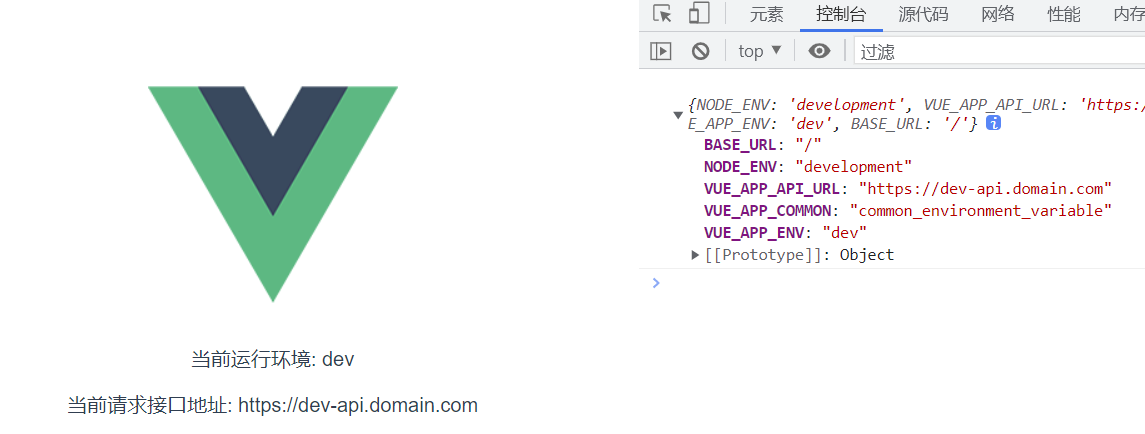 元素 控制台 源代码 网络 性能 内存
top 过滤
{NODE_ENV: 'development', VUE_APP_API_URL: 'https:/
E_APP_ENV: 'dev', BASE_URL: '/'}
BASE_URL: "/"
NODE_ENV: "development"
VUE_APP_API_URL: "https://dev-api.domain.com"
VUE_APP_COMMON: "common_environment_variable"
VUE_APP_ENV: "dev"
[[Prototype]]: Object
当前运行环境: dev
当前请求接口地址: https://dev-api.domain.com